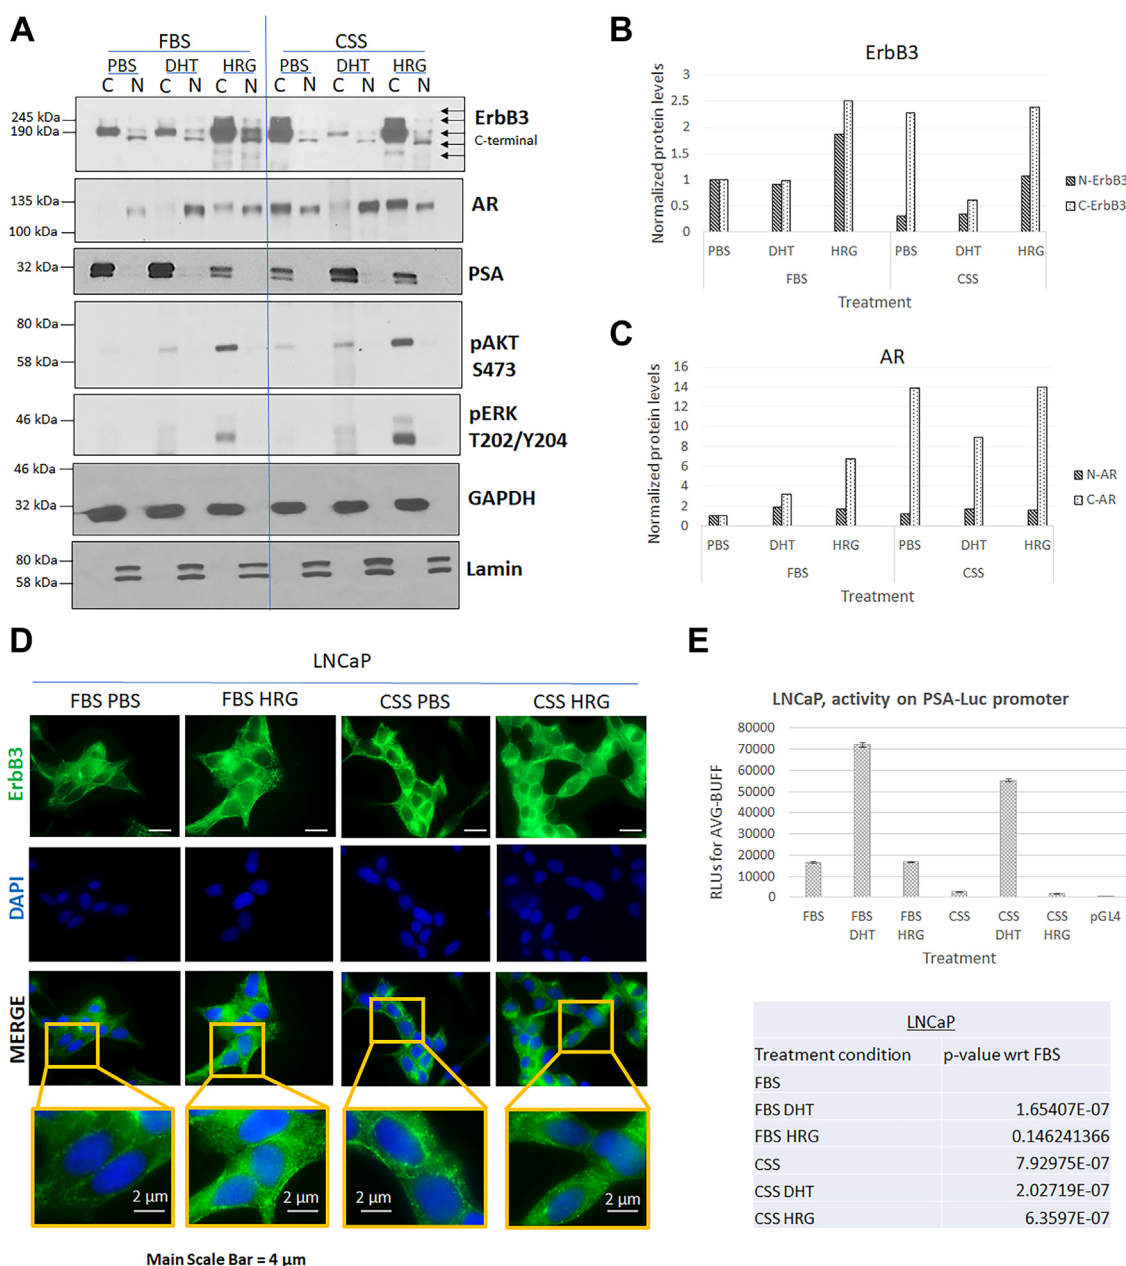 A
FBS CSS
PBS DHT HRG PBS DHT HRG
C N C N C N C N C N C N
245 kDa
190 kDa
ErbB3
C-terminal
135 kDa
100 kDa
AR
32 kDa
PSA
80 kDa
58 kDa
pAKT
S473
46 kDa
pERK
T202/Y204
46 kDa
32 kDa
GAPDH
80 kDa
58 kDa
Lamin
B
ErbB3
Normalized protein levels
3
2.5
2
1.5
1
0.5
0
PBS DHT HRG PBS DHT HRG
FBS CSS
Treatment
N-ErbB3
C-ErbB3
C
AR
Normalized protein levels
16
14
12
10
8
6
4
2
0
PBS DHT HRG PBS DHT HRG
FBS CSS
Treatment
N-AR
C-AR
D
LNCaP
FBS PBS FBS HRG CSS PBS CSS HRG
ErbB3
DAPI
MERGE
2 μm 2 μm 2 μm 2 μm
Main Scale Bar = 4 μm
E
LNCaP, activity on PSA-Luc promoter
RLUs for AVG-BUFF
80000
70000
60000
50000
40000
30000
20000
10000
0
FBS FBS FBS CSS CSS CSS pGL4
DHT HRG DHT HRG
Treatment
LNCaP
Treatment condition p-value wrt FBS
FBS
FBS DHT 1.65407E-07
FBS HRG 0.146241366
CSS 7.92975E-07
CSS DHT 2.02719E-07
CSS HRG 6.3597E-07